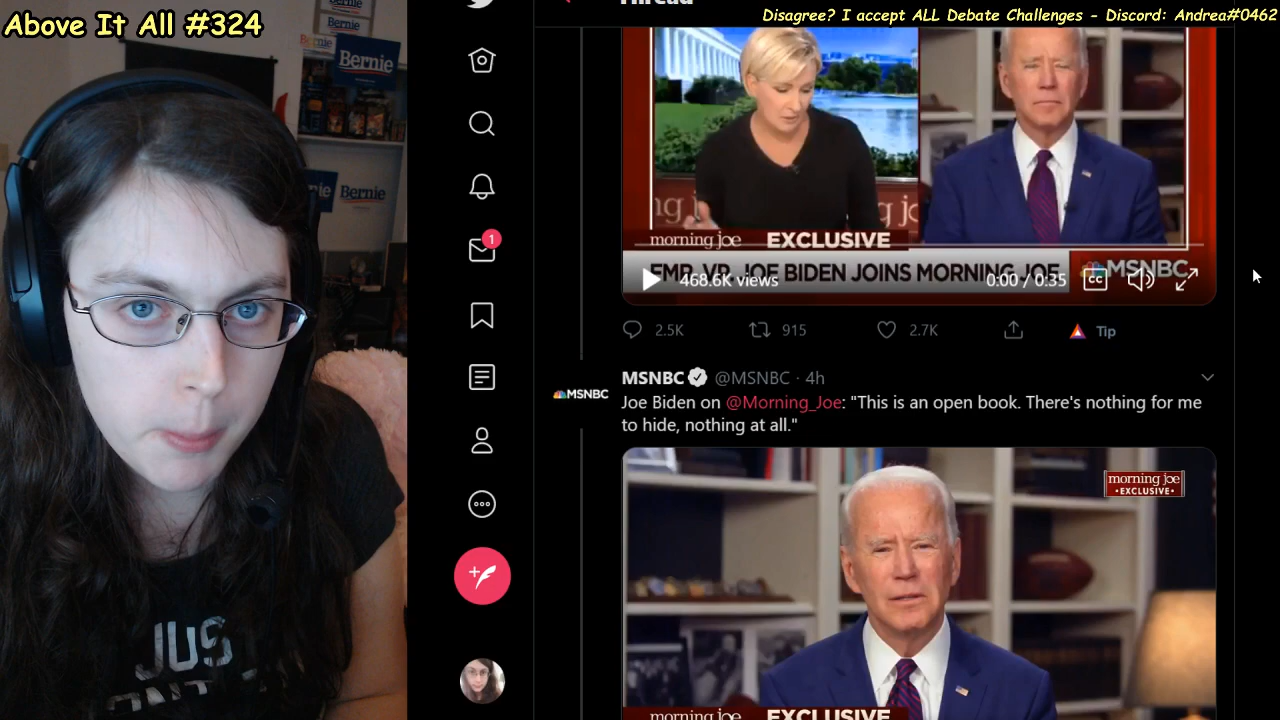 Above It All #324
Disagree? I accept ALL Debate Challenges - Discord: Andrea#0462
Bernie
Bernie
Bernie
Bernie
JUS
Thread
1
morning joe
EXCLUSIVE
FMR. VP. JOE BIDEN JOINS MORNING JOE
MSNBC
468.6K views
0:00 / 0:35
CC
2.5K
915
2.7K
Tip
MSNBC
MSNBC @MSNBC · 4h
Joe Biden on @Morning_Joe: "This is an open book. There's nothing for me
to hide, nothing at all."
morning joe
•EXCLUSIVE•
morning joe
EXCLUSIVE